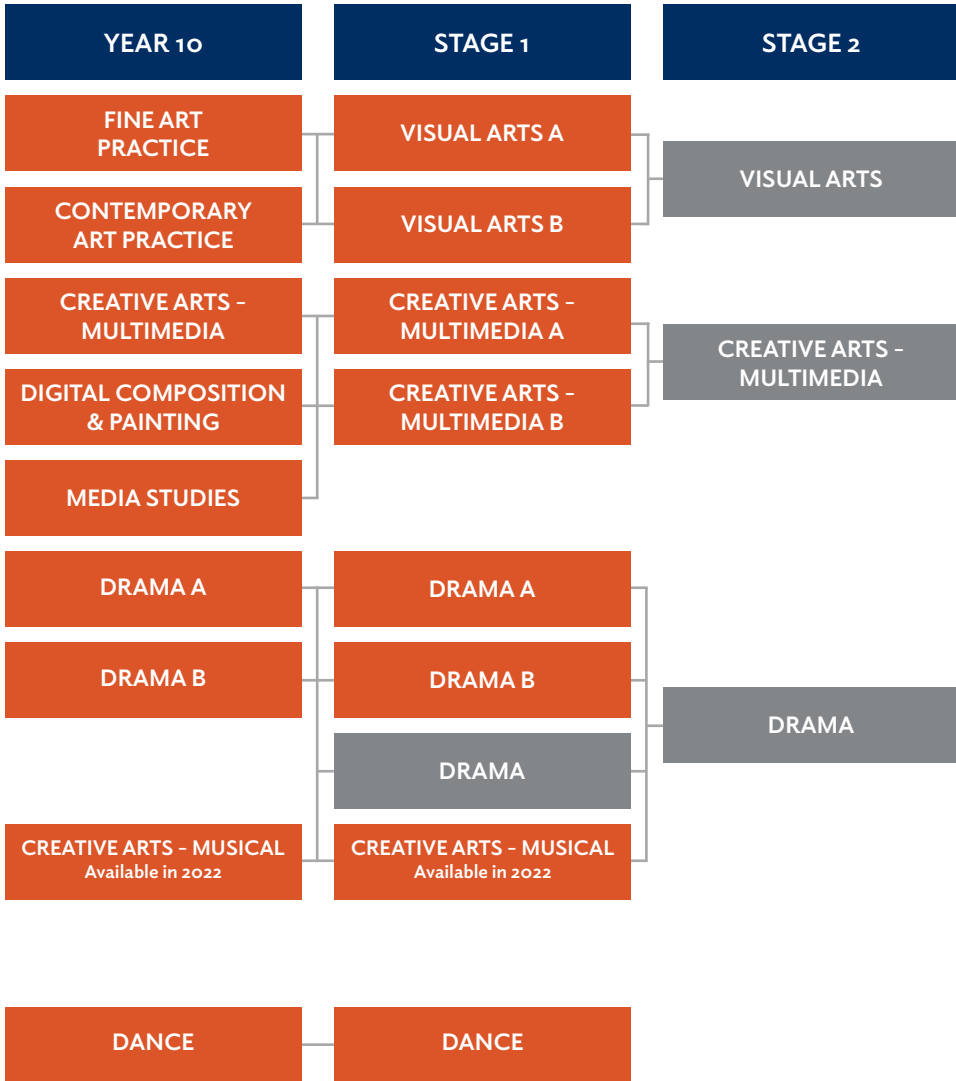 YEAR 10
STAGE 1
STAGE 2
FINE ART
PRACTICE
VISUAL ARTS A
VISUAL ARTS
CONTEMPORARY
ART PRACTICE
VISUAL ARTS B
CREATIVE ARTS -
MULTIMEDIA
CREATIVE ARTS -
MULTIMEDIA A
CREATIVE ARTS -
MULTIMEDIA
DIGITAL COMPOSITION
& PAINTING
CREATIVE ARTS -
MULTIMEDIA B
MEDIA STUDIES
DRAMA A
DRAMA A
DRAMA B
DRAMA B
DRAMA
DRAMA
CREATIVE ARTS - MUSICAL
Available in 2022
CREATIVE ARTS - MUSICAL
Available in 2022
DANCE
DANCE